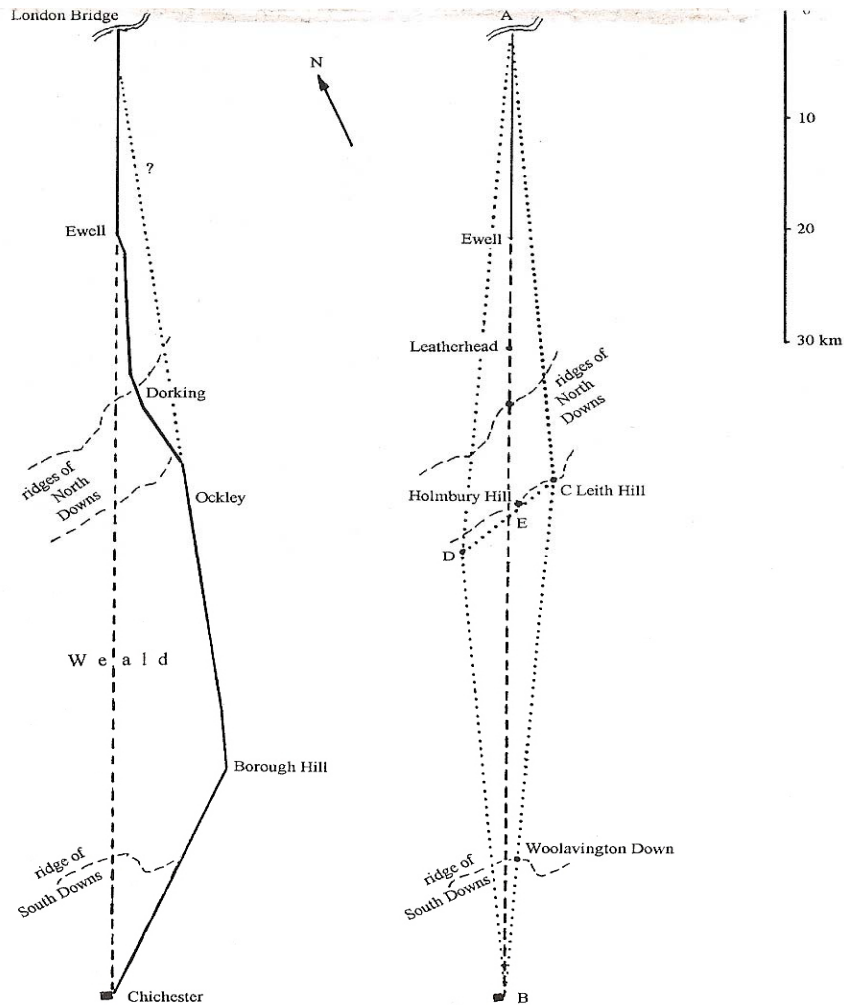 London Bridge
N
?
Ewell
Dorking
ridges of
North
Downs
Ockley
W e a l d
Borough Hill
ridge of
South Downs
Chichester
A
Ewell
Leatherhead
ridges of
North
Downs
Holmbury Hill
C Leith Hill
E
D
Woolavington Down
ridge of
South Downs
B
10
20
30 km